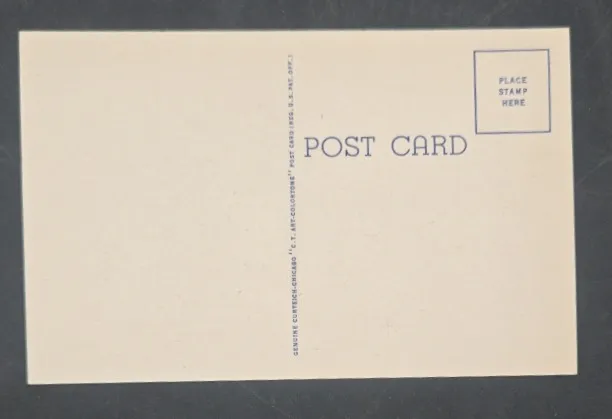 GENUINE CURTEICH-CHICAGO "C.T. ART-COLORTONE" POST CARD (REG. U.S. PAT. OFF.)
POST CARD
PLACE
STAMP
HERE